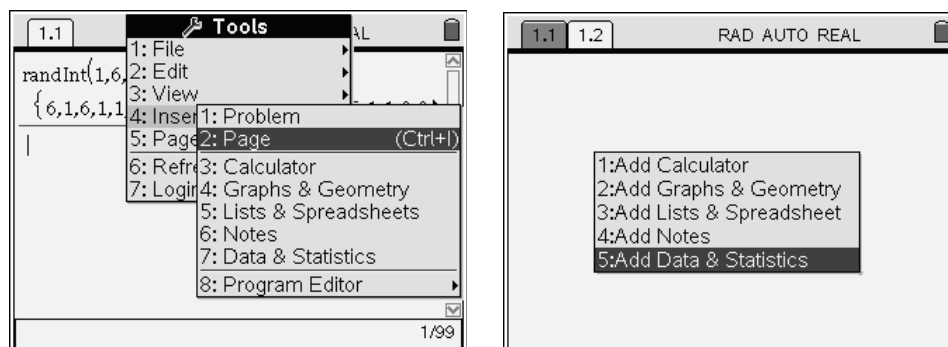 1.1
Tools
AL
1: File
randInt(1,6,
2: Edit
3: View
{6,1,6,1,1
4: Inser
1: Problem
5: Page
2: Page (Ctrl+I)
6: Refre
3: Calculator
7: Login
4: Graphs & Geometry
5: Lists & Spreadsheets
6: Notes
7: Data & Statistics
8: Program Editor
1/99
1.1 1.2 RAD AUTO REAL
1:Add Calculator
2:Add Graphs & Geometry
3:Add Lists & Spreadsheet
4:Add Notes
5:Add Data & Statistics